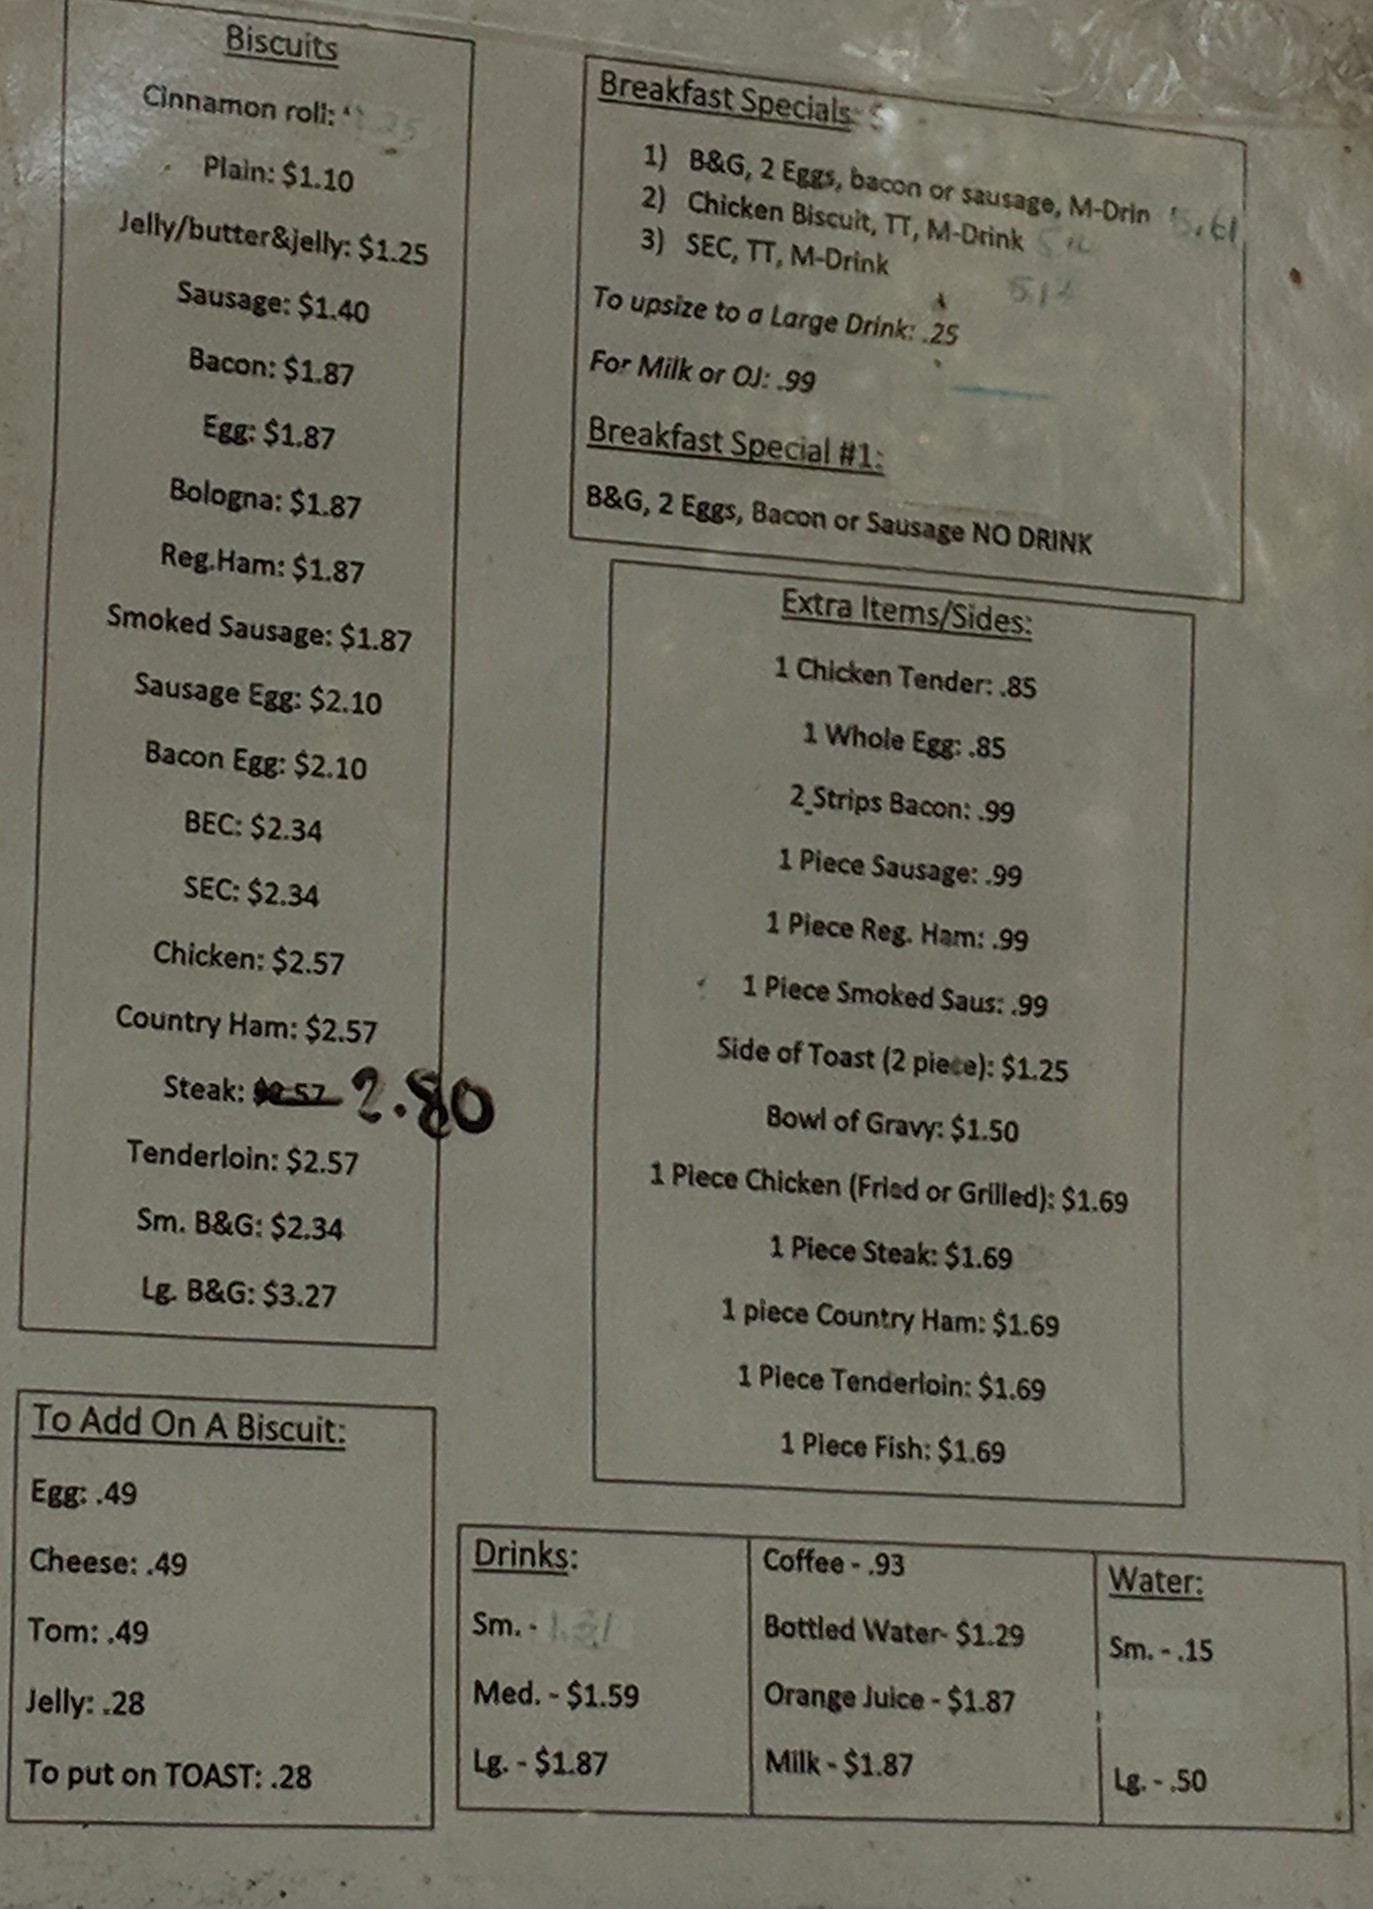 Biscuits
Cinnamon roll:
Plain: $1.10
Jelly/butter&jelly: $1.25
Sausage: $1.40
Bacon: $1.87
Egg: $1.87
Bologna: $1.87
Reg.Ham: $1.87
Smoked Sausage: $1.87
Sausage Egg: $2.10
Bacon Egg: $2.10
BEC: $2.34
SEC: $2.34
Chicken: $2.57
Country Ham: $2.57
Steak: $2.57 2.80
Tenderloin: $2.57
Sm. B&G: $2.34
Lg. B&G: $3.27
To Add On A Biscuit:
Egg: .49
Cheese: .49
Tom: .49
Jelly: .28
To put on TOAST: .28
Breakfast Specials:
1) B&G, 2 Eggs, bacon or sausage, M-Drin
2) Chicken Biscuit, TT, M-Drink
3) SEC, TT, M-Drink
To upsize to a Large Drink: .25
For Milk or OJ: .99
Breakfast Special #1:
B&G, 2 Eggs, Bacon or Sausage NO DRINK
Extra Items/Sides:
1 Chicken Tender: .85
1 Whole Egg: .85
2 Strips Bacon: .99
1 Piece Sausage: .99
1 Piece Reg. Ham: .99
1 Piece Smoked Saus: .99
Side of Toast (2 piece): $1.25
Bowl of Gravy: $1.50
1 Piece Chicken (Fried or Grilled): $1.69
1 Piece Steak: $1.69
1 piece Country Ham: $1.69
1 Piece Tenderloin: $1.69
1 Piece Fish: $1.69
Drinks:
Sm. -
Med. - $1.59
Lg. - $1.87
Coffee - .93
Bottled Water- $1.29
Orange Juice - $1.87
Milk - $1.87
Water:
Sm. - .15
Lg. - .50